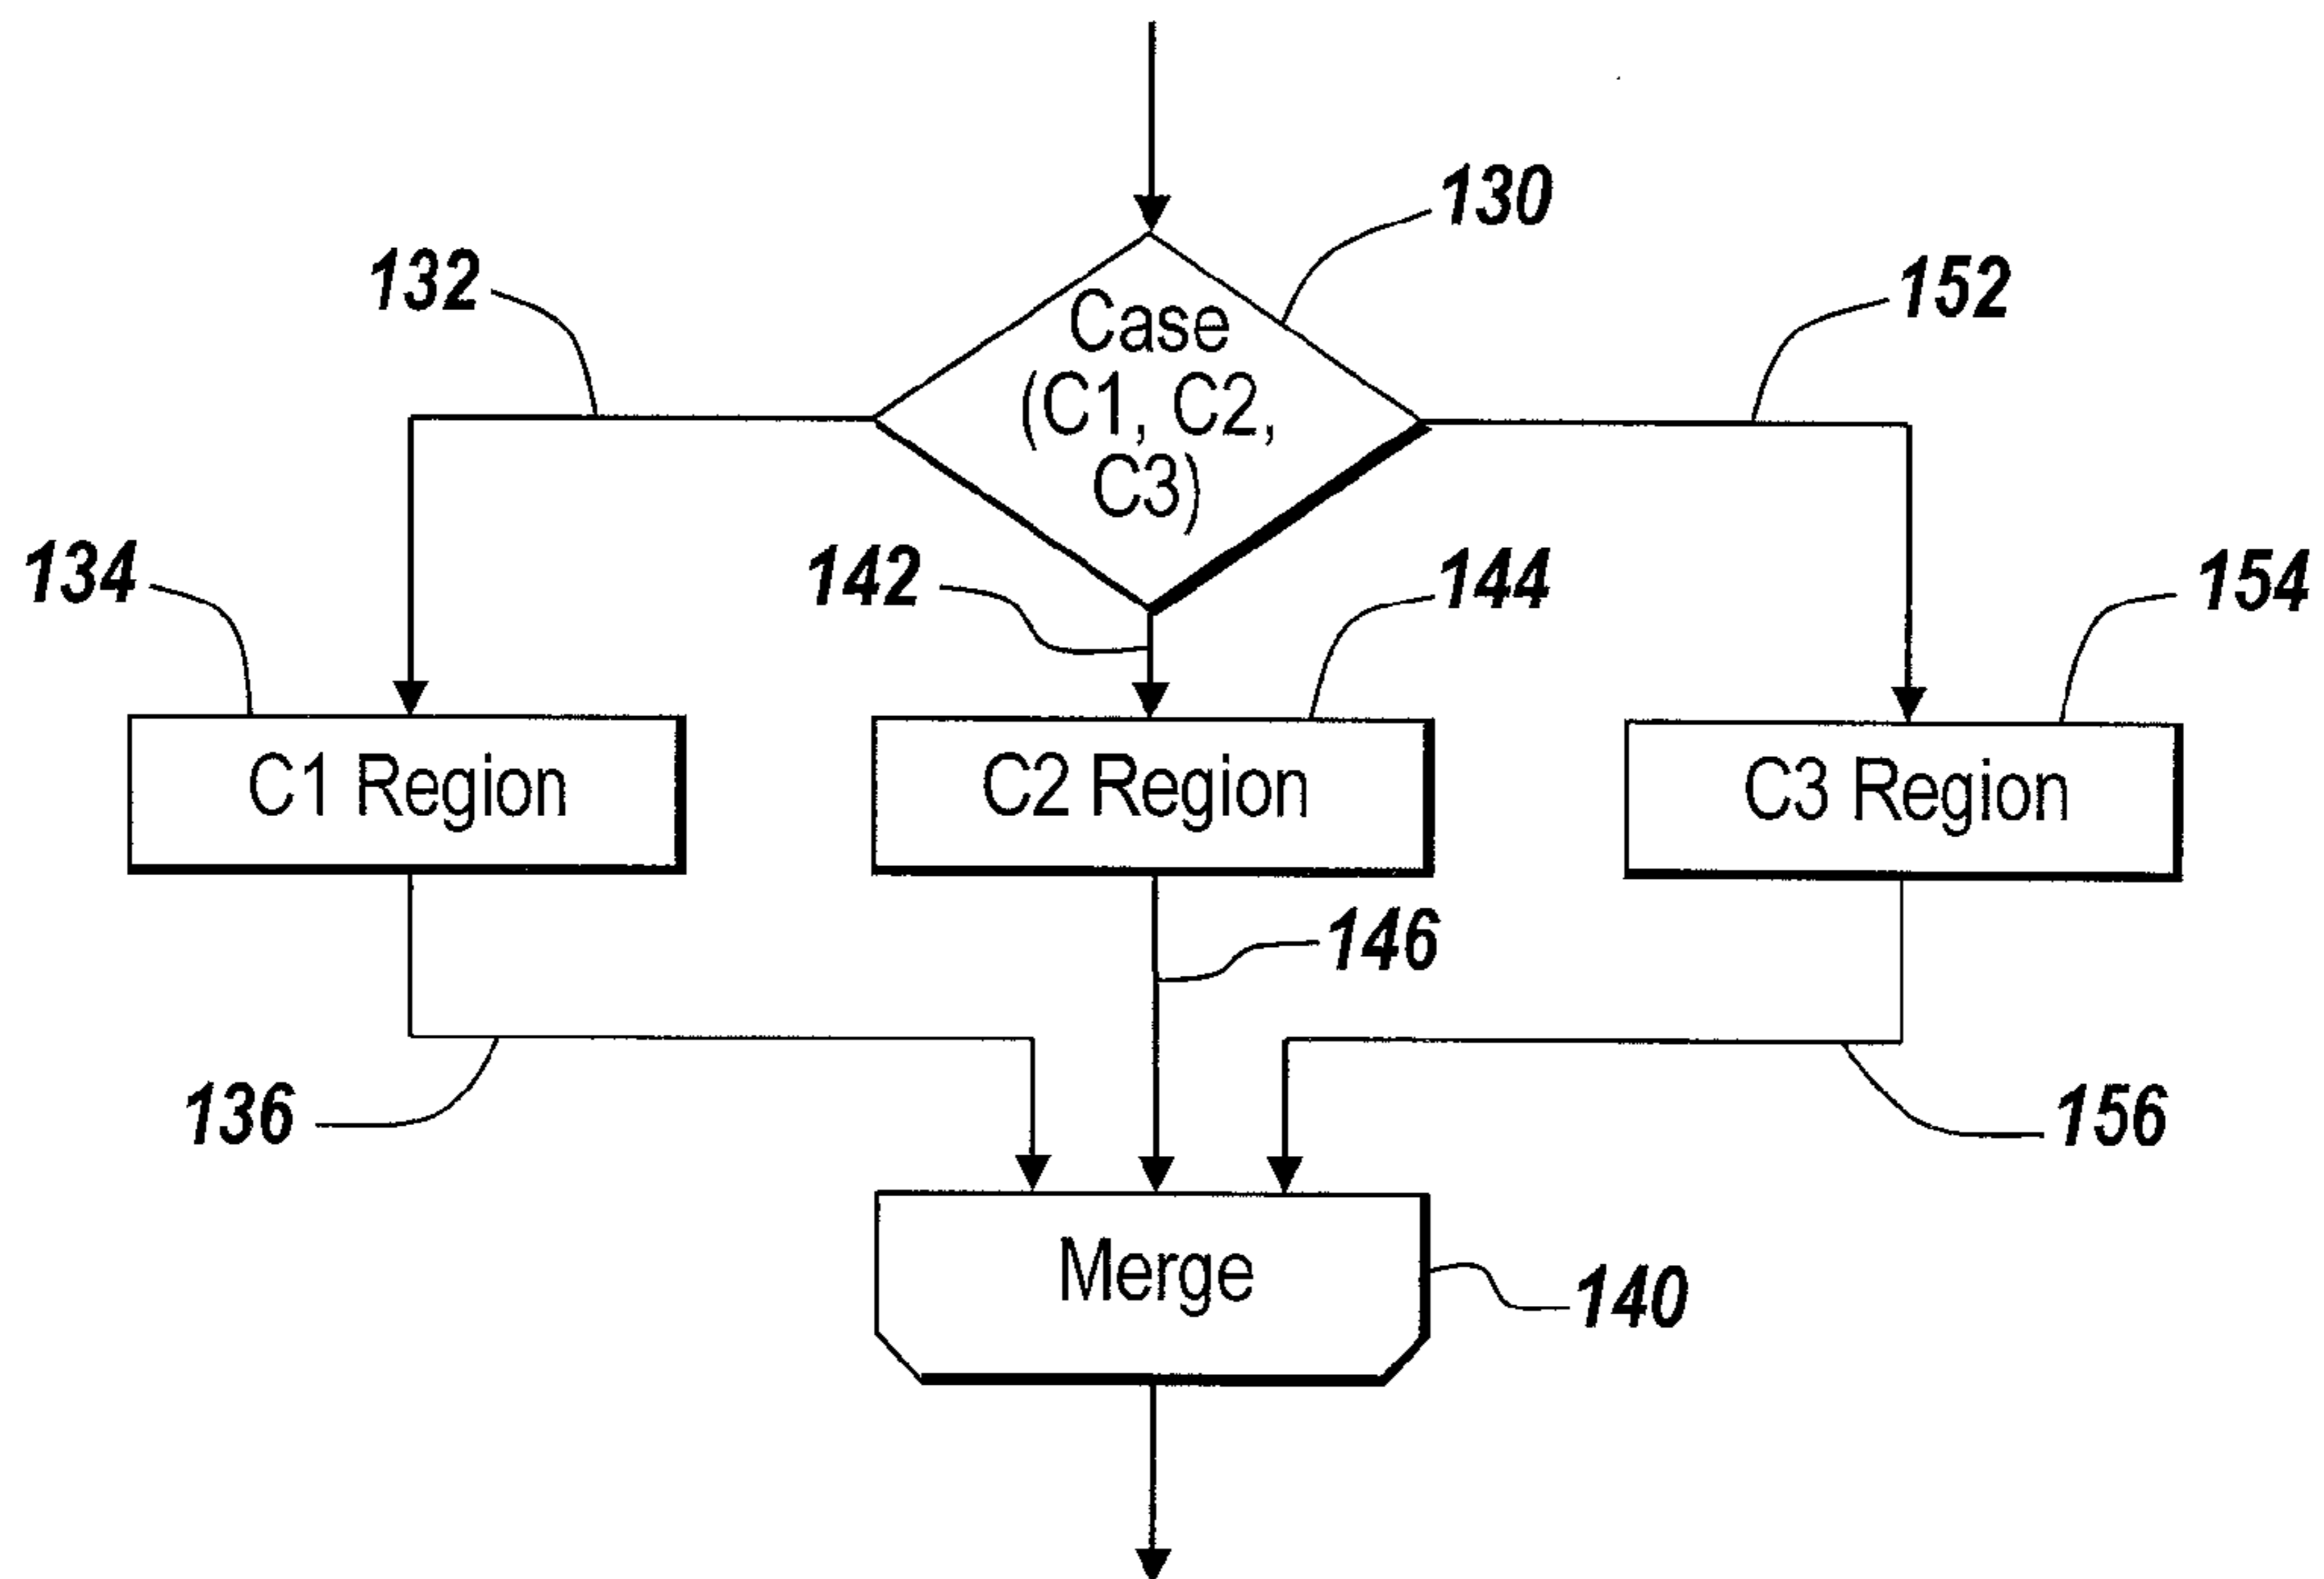 130
132
152
Case
(C1, C2,
C3)
134
142
144
154
C1 Region
C2 Region
C3 Region
146
136
156
Merge
140